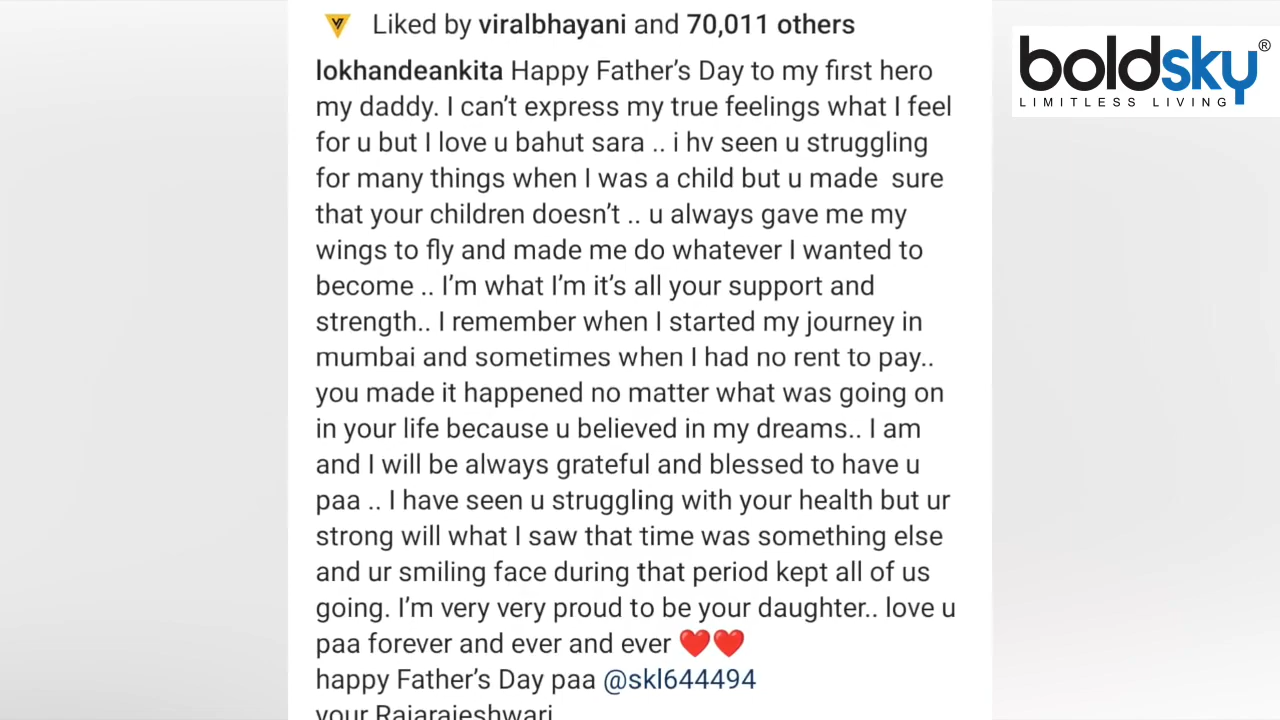 Liked by viralbhayani and 70,011 others
lokhandeankita Happy Father's Day to my first hero
my daddy. I can't express my true feelings what I feel
for u but I love u bahut sara .. i hv seen u struggling
for many things when I was a child but u made  sure
that your children doesn't .. u always gave me my
wings to fly and made me do whatever I wanted to
become .. I'm what I'm it's all your support and
strength.. I remember when I started my journey in
mumbai and sometimes when I had no rent to pay..
you made it happened no matter what was going on
in your life because u believed in my dreams.. I am
and I will be always grateful and blessed to have u
paa .. I have seen u struggling with your health but ur
strong will what I saw that time was something else
and ur smiling face during that period kept all of us
going. I'm very very proud to be your daughter.. love u
paa forever and ever and ever ❤️❤️
happy Father's Day paa @skl644494
your Rajarajeshwari
boldsky®
LIMITLESS LIVING